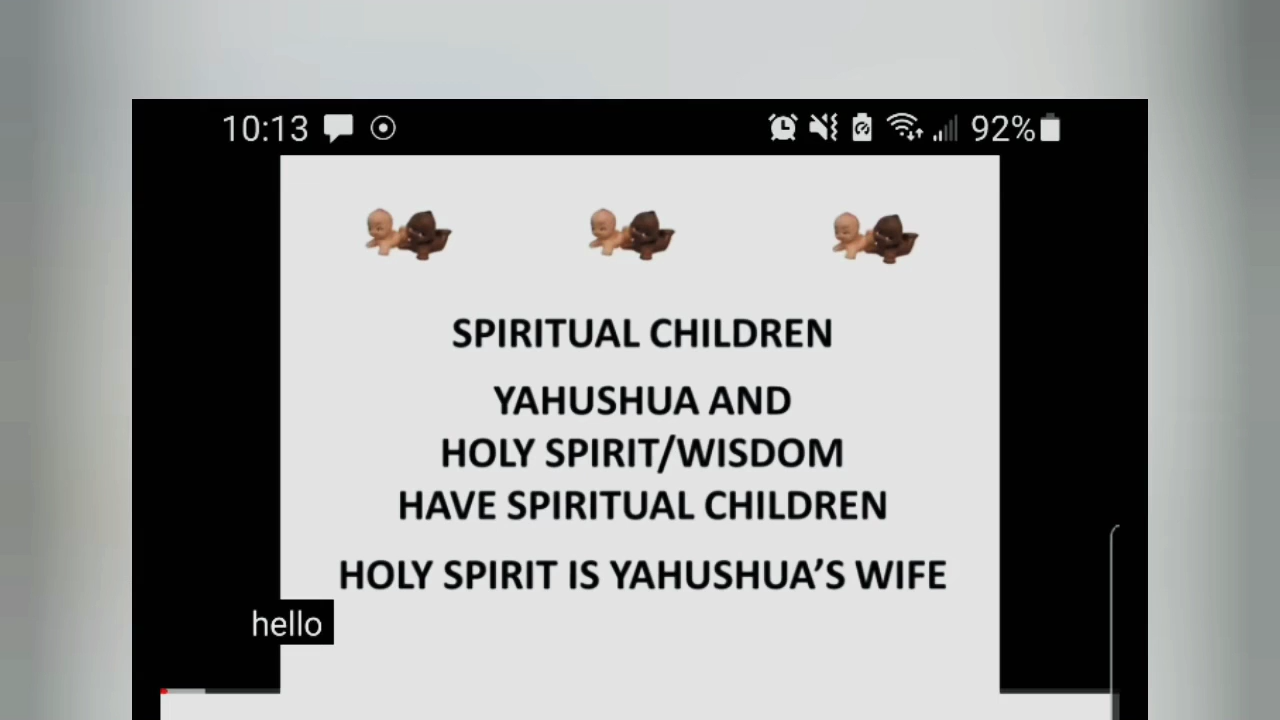 10:13 92%
SPIRITUAL CHILDREN
YAHUSHUA AND
HOLY SPIRIT/WISDOM
HAVE SPIRITUAL CHILDREN
HOLY SPIRIT IS YAHUSHUA'S WIFE
hello